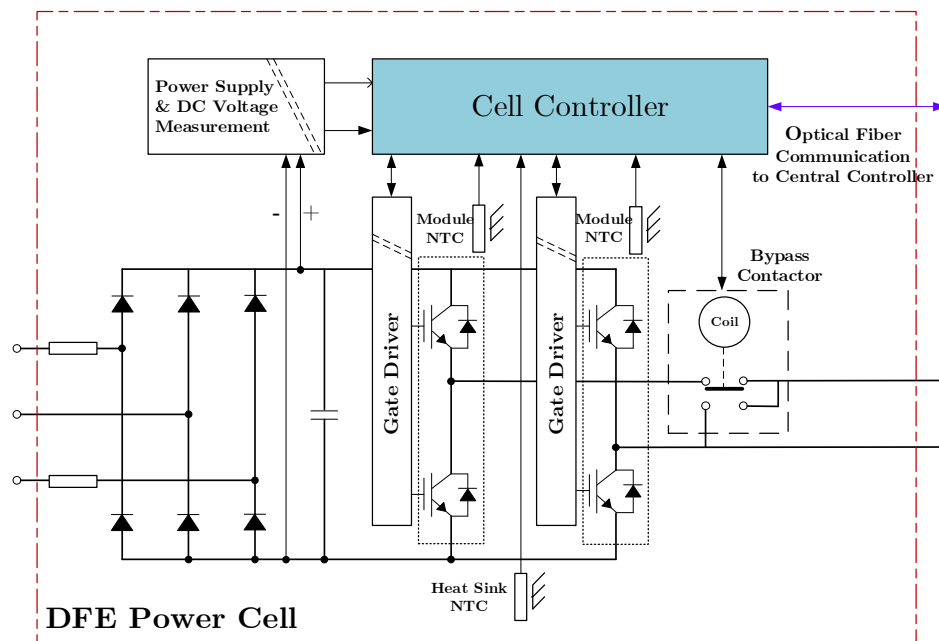 Power Supply
& DC Voltage
Measurement
Cell Controller
Optical Fiber
Communication
to Central Controller
- +
Module
NTC
Module
NTC
Bypass
Contactor
Coil
Gate Driver
Gate Driver
Heat Sink
NTC
DFE Power Cell